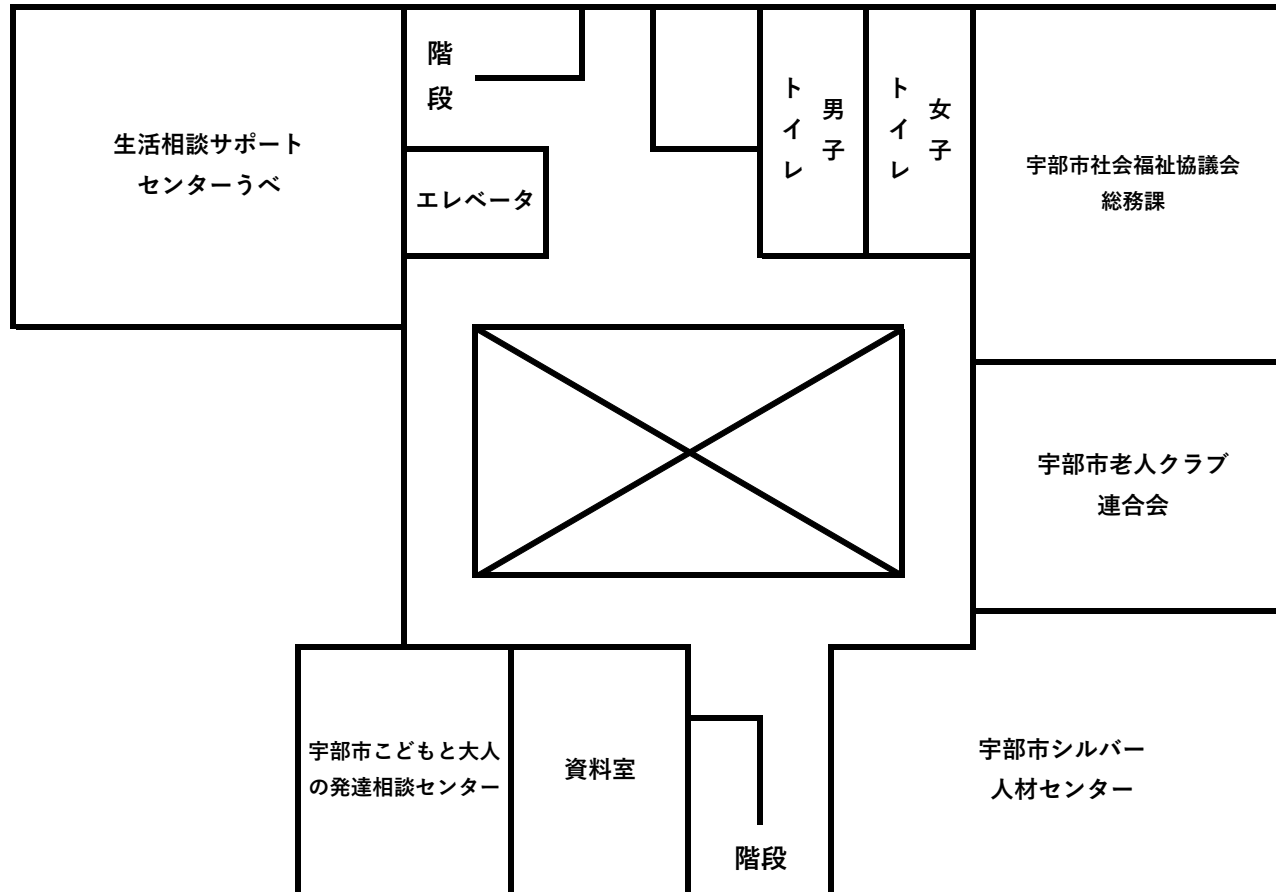 階
段
生活相談サポート
センターうべ
エレベータ
男子
トイレ
女子
トイレ
宇部市社会福祉協議会
総務課
宇部市老人クラブ
連合会
宇部市こどもと大人
の発達相談センター
資料室
階段
宇部市シルバー
人材センター